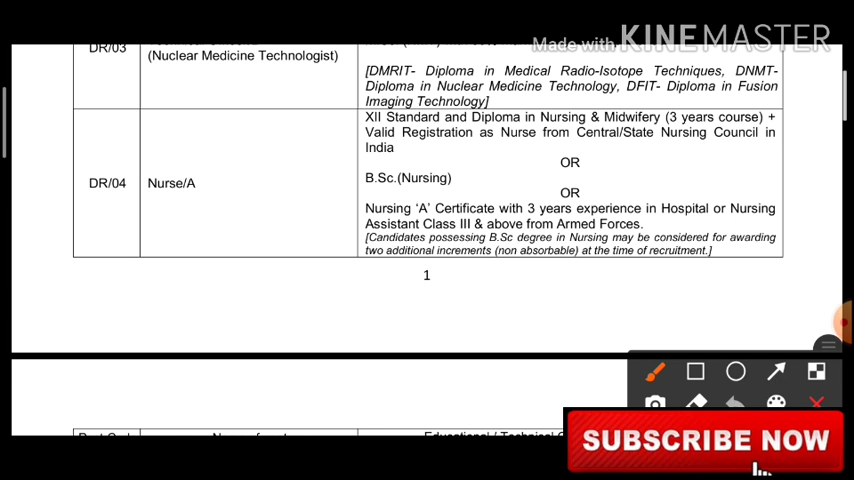 Made with KINEMASTER
DR/03
(Nuclear Medicine Technologist)
[DMRIT- Diploma in Medical Radio-Isotope Techniques, DNMT-
Diploma in Nuclear Medicine Technology, DFIT- Diploma in Fusion
Imaging Technology]
DR/04
Nurse/A
XII Standard and Diploma in Nursing & Midwifery (3 years course) +
Valid Registration as Nurse from Central/State Nursing Council in
India
OR
B.Sc.(Nursing)
OR
Nursing ‘A’ Certificate with 3 years experience in Hospital or Nursing
Assistant Class III & above from Armed Forces.
[Candidates possessing B.Sc degree in Nursing may be considered for awarding
two additional increments (non absorbable) at the time of recruitment.]
1
SUBSCRIBE NOW